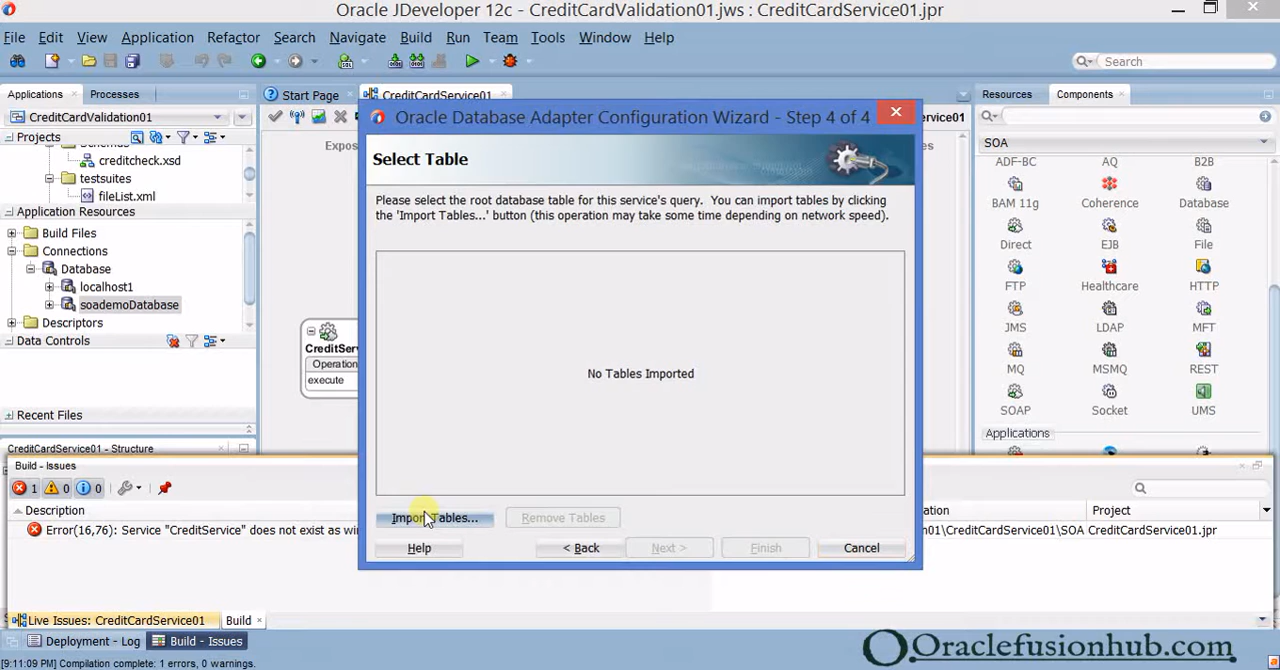 Oracle JDeveloper 12c - CreditCardValidation01.jws : CreditCardService01.jpr
File Edit View Application Refactor Search Navigate Build Run Team Tools Window Help
Search
Applications Processes
Start Page
CreditCardService01
Resources Components
CreditCardValidation01
Projects
creditcheck.xsd
testsuites
fileList.xml
Application Resources
Build Files
Connections
Database
localhost1
soademoDatabase
Descriptors
Data Controls
Recent Files
CreditCardService01 - Structure
Operation
execute
Oracle Database Adapter Configuration Wizard - Step 4 of 4
Select Table
Please select the root database table for this service's query. You can import tables by clicking
the 'Import Tables...' button (this operation may take some time depending on network speed).
No Tables Imported
Import Tables... Remove Tables
Help < Back Next > Finish Cancel
SOA
ADF-BC AQ B2B
BAM 11g Coherence Database
Direct EJB File
FTP Healthcare HTTP
JMS LDAP MFT
MQ MSMQ REST
SOAP Socket UMS
Applications
Build - Issues
1 0 0
Description Project
Error(16,76): Service "CreditService" does not exist as
\CreditCardService01\SOA CreditCardService01.jpr
Live Issues: CreditCardService01 Build
Deployment - Log Build - Issues
[9:11:09 PM] Compilation complete: 1 errors, 0 warnings.
Oraclefusionhub.com